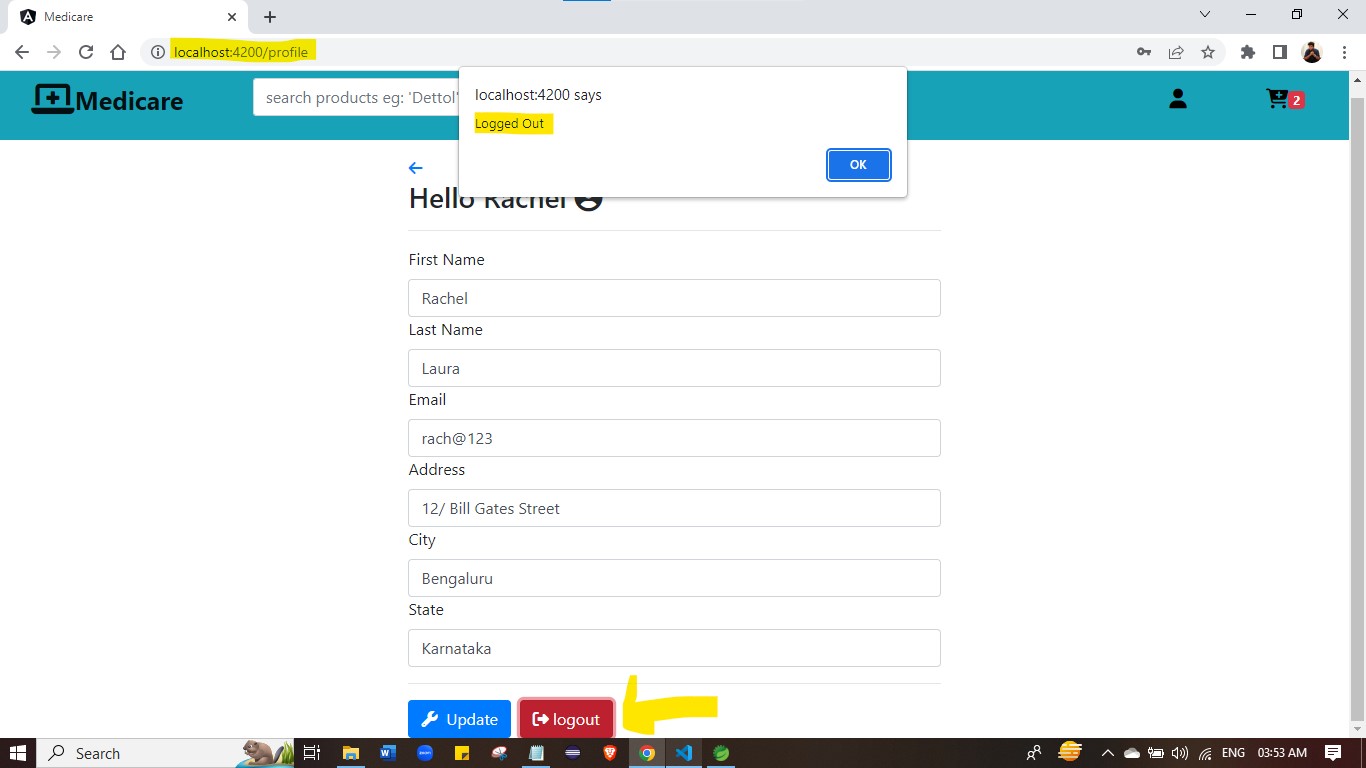 Medicare
localhost:4200/profile
Medicare
search products eg: 'Dettol'
2
localhost:4200 says
Logged Out
OK
Hello Rachel
First Name
Rachel
Last Name
Laura
Email
rach@123
Address
12/ Bill Gates Street
City
Bengaluru
State
Karnataka
Update
logout
Search
ENG
03:53 AM